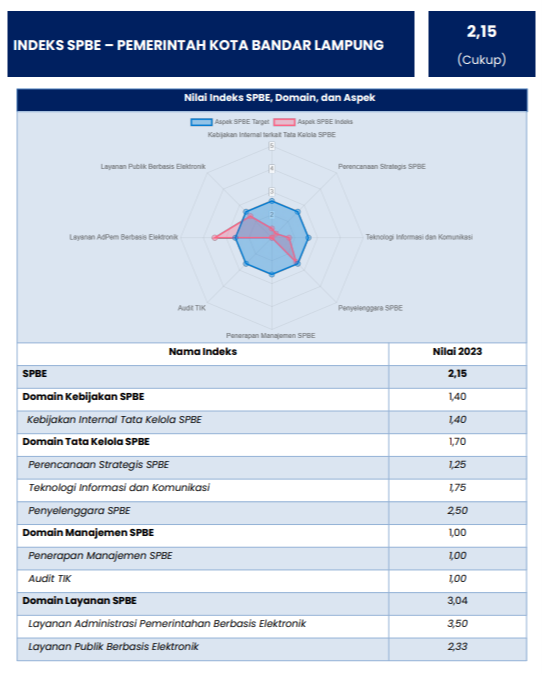 INDEKS SPBE – PEMERINTAH KOTA BANDAR LAMPUNG
2,15
(Cukup)
Nilai Indeks SPBE, Domain, dan Aspek
Aspek SPBE Target Aspek SPBE Indeks
Kebijakan Internal terkait Tata Kelola SPBE
5
Layanan Publik Berbasis Elektronik Perencanaan Strategis SPBE
4
3
2
Layanan AdPem Berbasis Elektronik Teknologi Informasi dan Komunikasi
Audit TIK Penyelenggara SPBE
Penerapan Manajemen SPBE
Nama Indeks Nilai 2023
SPBE 2,15
Domain Kebijakan SPBE 1,40
Kebijakan Internal Tata Kelola SPBE 1,40
Domain Tata Kelola SPBE 1,70
Perencanaan Strategis SPBE 1,25
Teknologi Informasi dan Komunikasi 1,75
Penyelenggara SPBE 2,50
Domain Manajemen SPBE 1,00
Penerapan Manajemen SPBE 1,00
Audit TIK 1,00
Domain Layanan SPBE 3,04
Layanan Administrasi Pemerintahan Berbasis Elektronik 3,50
Layanan Publik Berbasis Elektronik 2,33